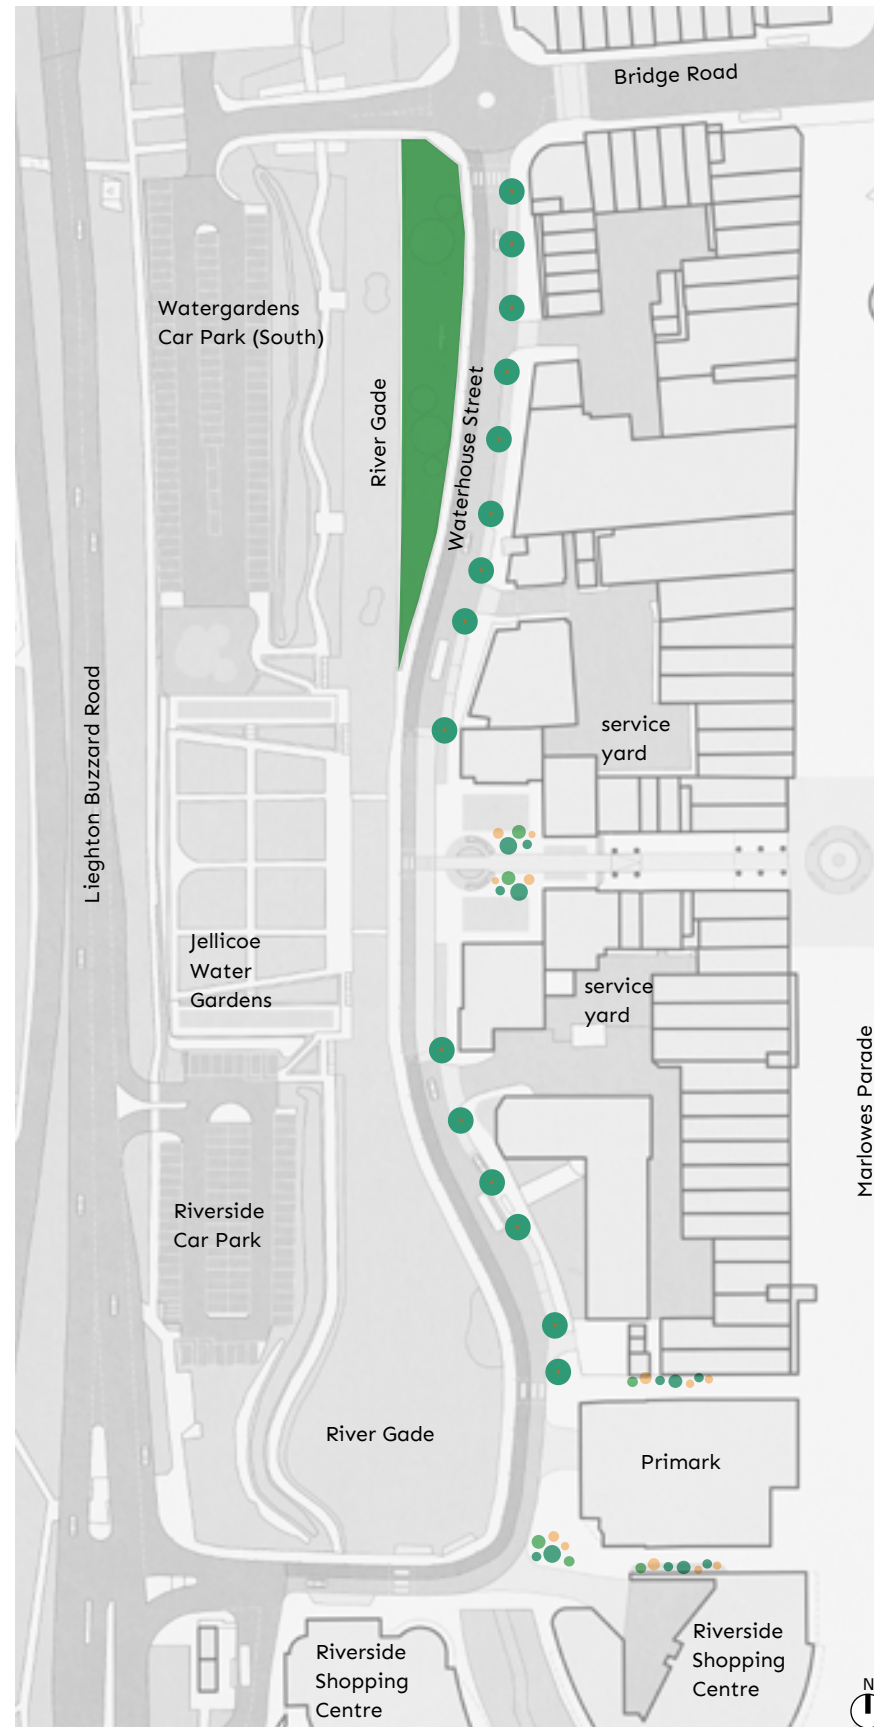 Bridge Road
Watergardens
Car Park (South)
River Gade
Waterhouse Street
Lieghton Buzzard Road
service
yard
Jellicoe
Water
Gardens
service
yard
Marlowes Parade
Riverside
Car Park
River Gade
Primark
Riverside
Shopping
Centre
Riverside
Shopping
Centre
N